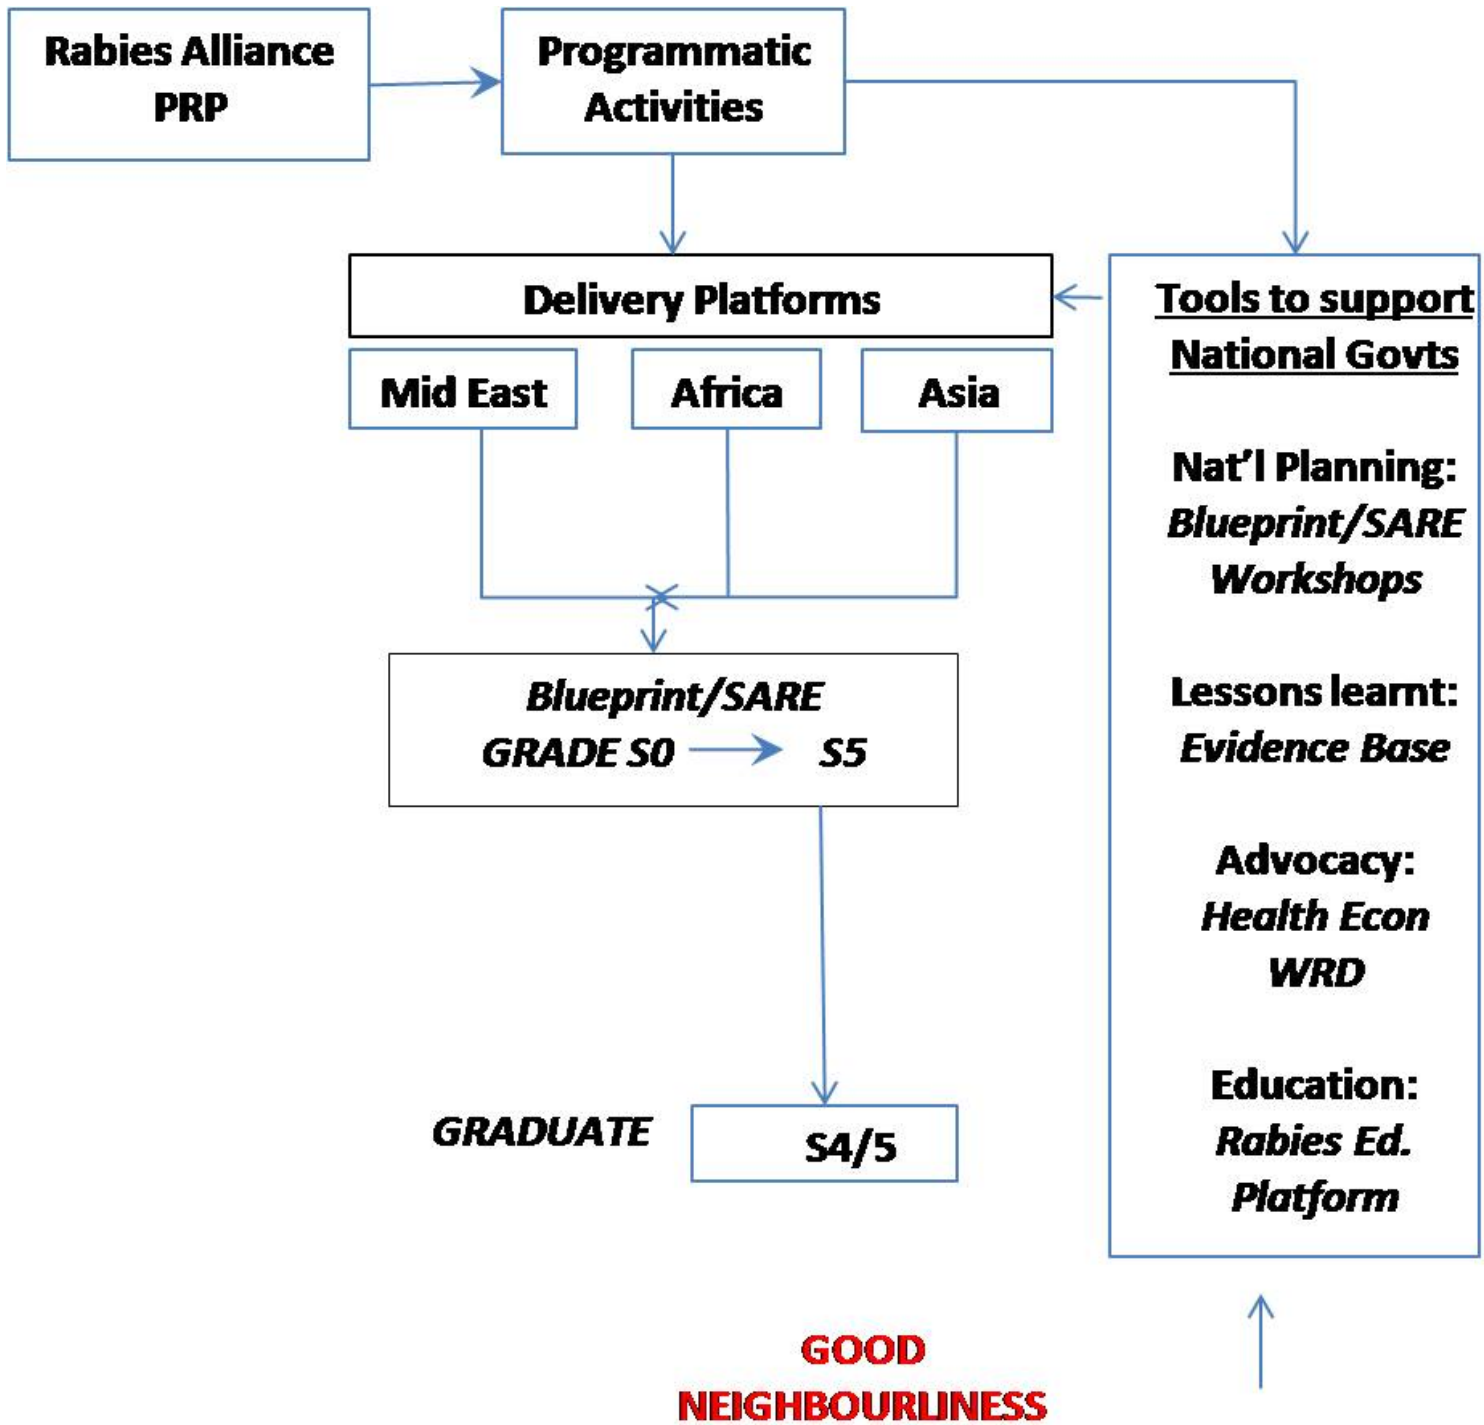 Rabies Alliance
PRP
Programmatic
Activities
Delivery Platforms
Mid East
Africa
Asia
Blueprint/SARE
GRADE S0 S5
GRADUATE
S4/5
Tools to support
National Govts
Nat’l Planning:
Blueprint/SARE
Workshops
Lessons learnt:
Evidence Base
Advocacy:
Health Econ
WRD
Education:
Rabies Ed.
Platform
GOOD
NEIGHBOURLINESS